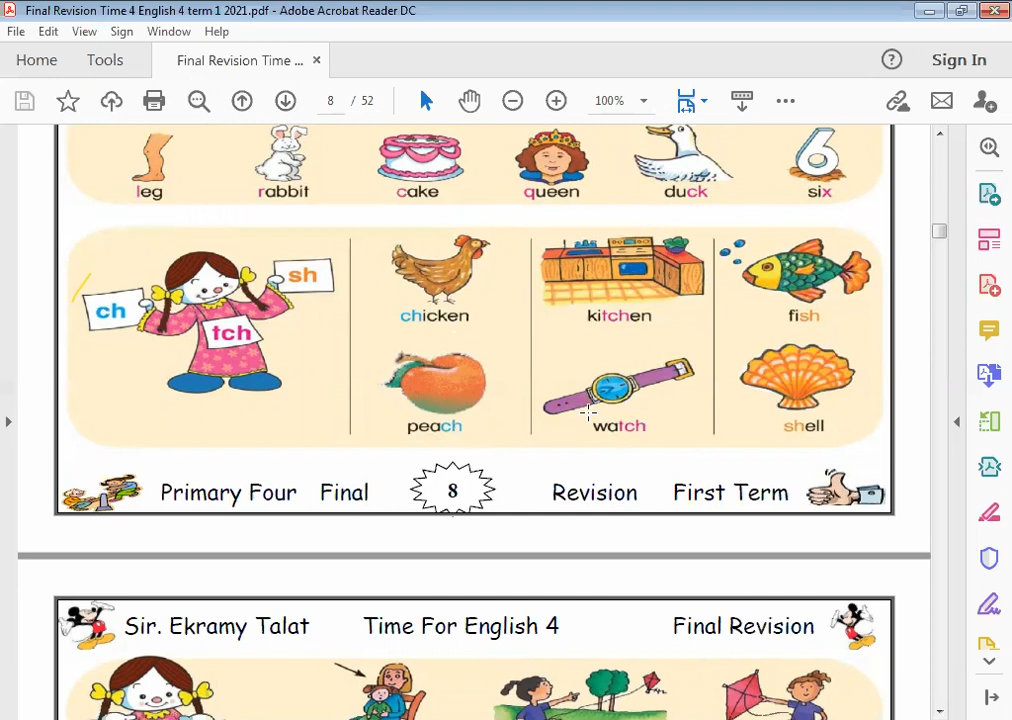 Final Revision Time 4 English 4 term 1 2021.pdf - Adobe Acrobat Reader DC
File Edit View Sign Window Help
Home Tools Final Revision Time ... × ? Sign In
8 / 52 100%
6
leg rabbit cake queen duck six
ch sh
tch
chicken kitchen fish
peach watch shell
Primary Four Final 8 Revision First Term
Sir. Ekramy Talat Time For English 4 Final Revision